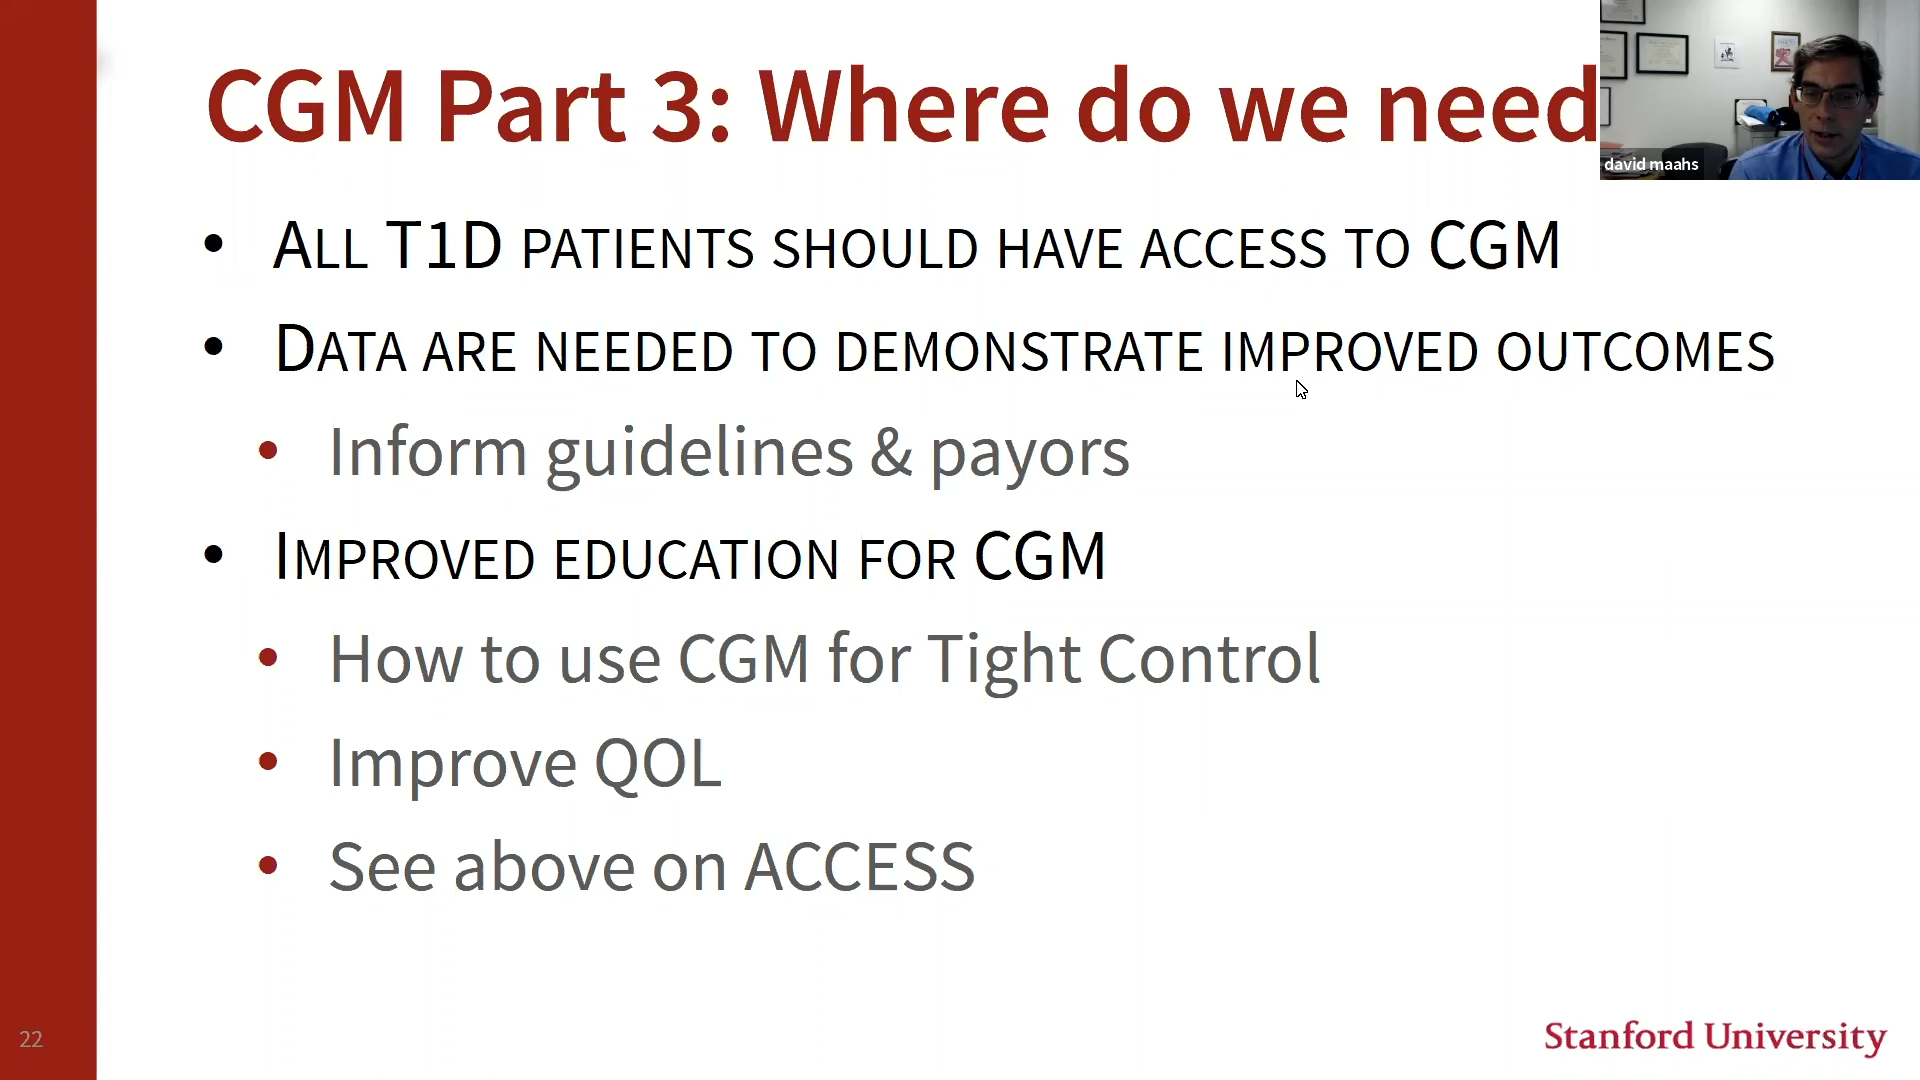 CGM Part 3: Where do we need
david maahs
• ALL T1D PATIENTS SHOULD HAVE ACCESS TO CGM
• DATA ARE NEEDED TO DEMONSTRATE IMPROVED OUTCOMES
• Inform guidelines & payors
• IMPROVED EDUCATION FOR CGM
• How to use CGM for Tight Control
• Improve QOL
• See above on ACCESS
22
Stanford University